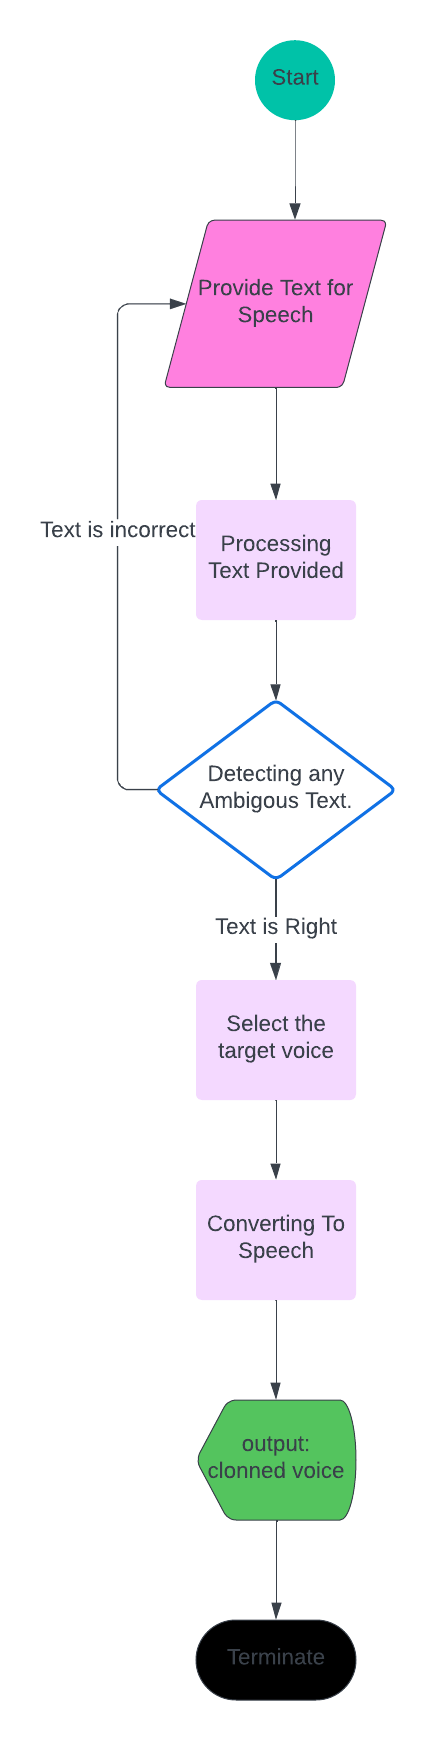 Start
Provide Text for
Speech
Text is incorrect
Processing
Text Provided
Detecting any
Ambigous Text.
Text is Right
Select the
target voice
Converting To
Speech
output:
clonned voice
Terminate